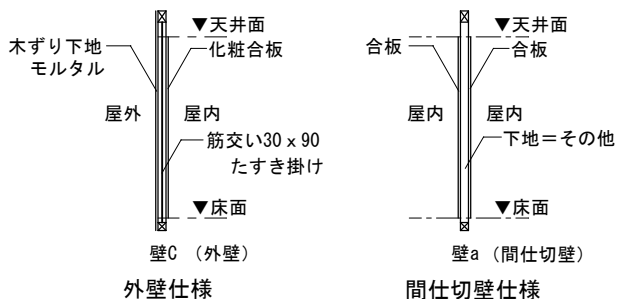 ▼天井面
木ずり下地
モルタル
化粧合板
屋外
屋内
筋交い30ｘ90
たすき掛け
▼床面
壁C （外壁）
外壁仕様
▼天井面
合板
合板
屋内
屋内
下地＝その他
▼床面
壁a （間仕切壁）
間仕切壁仕様